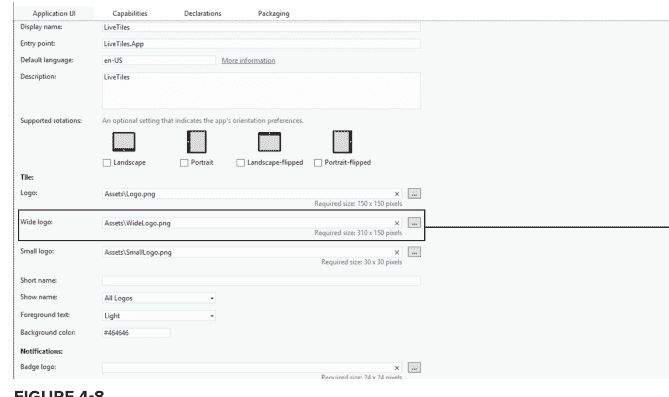 Application UI Capabilities Declarations Packaging
Display name: LiveTiles
Entry point: LiveTiles.App
Default language: en-US More information
Description: LiveTiles
Supported rotations: An optional setting that indicates the app's orientation preferences.
Landscape Portrait Landscape-flipped Portrait-flipped
Tile:
Logo: Assets\Logo.png × ...
Required size: 150 x 150 pixels
Wide logo: Assets\WideLogo.png × ...
Required size: 310 x 150 pixels
Small logo: Assets\SmallLogo.png × ...
Required size: 30 x 30 pixels
Short name:
Show name: All Logos
Foreground text: Light
Background color: #464646
Notifications:
Badge logo: × ...
Required size: 24 x 24 pixels
FIGURE 4-8